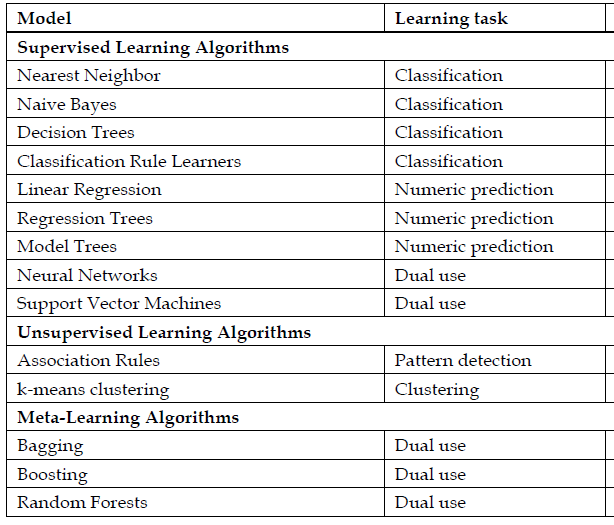 Model Learning task
Supervised Learning Algorithms
Nearest Neighbor Classification
Naive Bayes Classification
Decision Trees Classification
Classification Rule Learners Classification
Linear Regression Numeric prediction
Regression Trees Numeric prediction
Model Trees Numeric prediction
Neural Networks Dual use
Support Vector Machines Dual use
Unsupervised Learning Algorithms
Association Rules Pattern detection
k-means clustering Clustering
Meta-Learning Algorithms
Bagging Dual use
Boosting Dual use
Random Forests Dual use